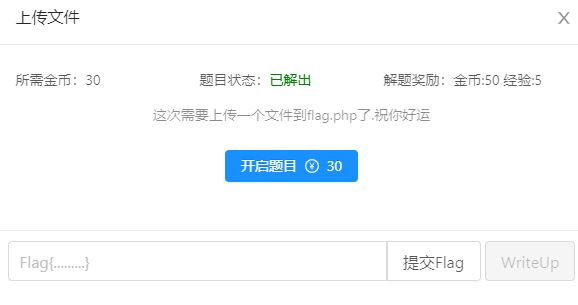 上传文件 X
所需金币：30 题目状态：已解出 解题奖励：金币:50 经验:5
这次需要上传一个文件到flag.php了.祝你好运
开启题目 ¥ 30
Flag{.........} 提交Flag WriteUp